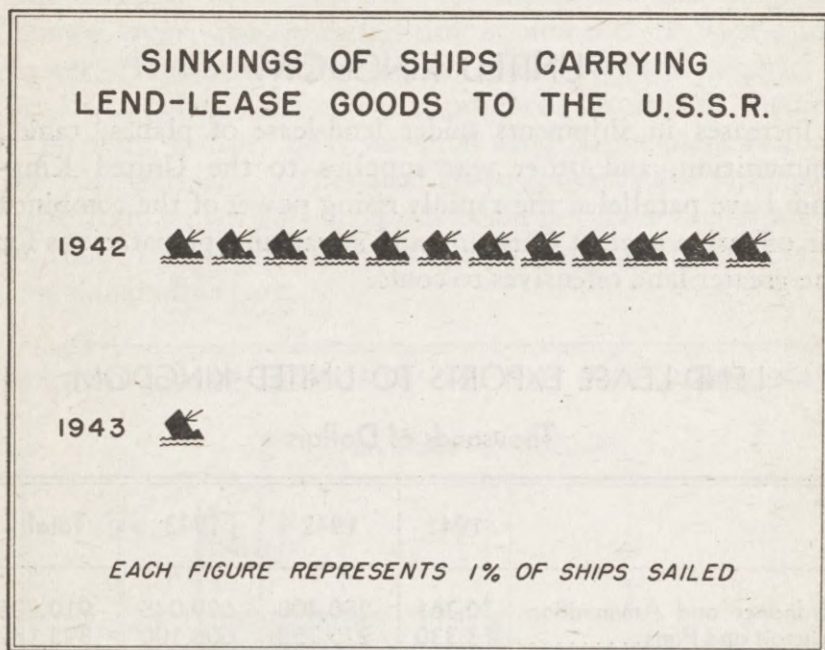 SINKINGS OF SHIPS CARRYING
LEND-LEASE GOODS TO THE U.S.S.R.
1942
1943
EACH FIGURE REPRESENTS 1% OF SHIPS SAILED